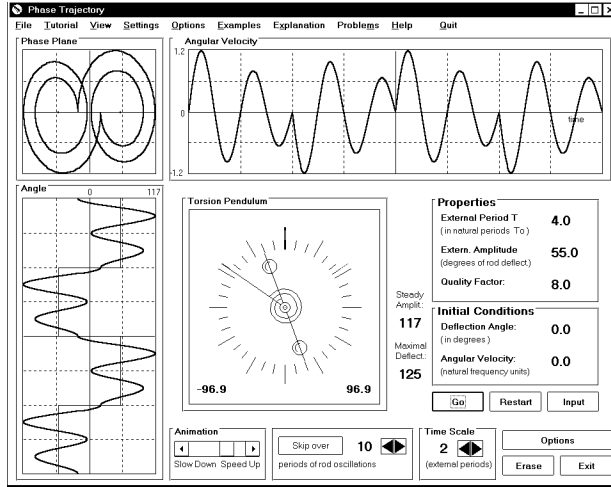 Phase Trajectory
File Tutorial View Settings Options Examples Explanation Problems Help Quit
Phase Plane
Angular Velocity
1.2
0
-1.2
time
Angle
0 117
Torsion Pendulum
-96.9 96.9
Steady
Amplit.:
117
Maximal
Deflect.:
125
Properties
External Period T 4.0
(in natural periods To)
Extern. Amplitude 55.0
(degrees of rod deflect.)
Quality Factor: 8.0
Initial Conditions
Deflection Angle: 0.0
(in degrees)
Angular Velocity: 0.0
(natural frequency units)
Go Restart Input
Animation
Slow Down Speed Up
Skip over 10
periods of rod oscillations
Time Scale
2
(external periods)
Options
Erase Exit